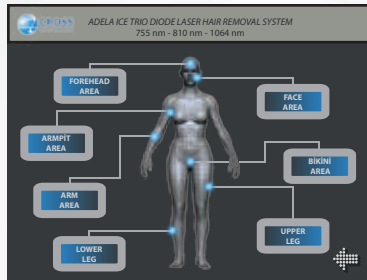 CROSS
ADELA ICE TRIO DIODE LASER HAIR REMOVAL SYSTEM
755 nm - 810 nm - 1064 nm
FOREHEAD
AREA
FACE
AREA
ARMPİT
AREA
BİKİNİ
AREA
ARM
AREA
UPPER
LEG
LOWER
LEG